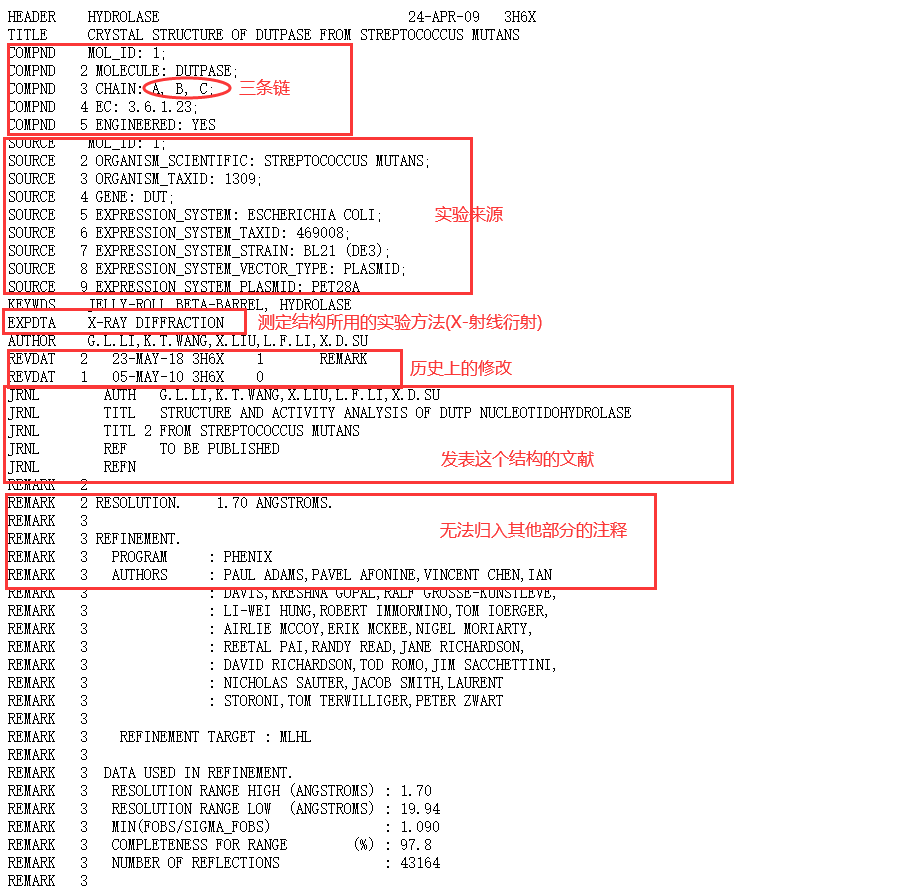 HEADER    HYDROLASE                               24-APR-09   3H6X
TITLE     CRYSTAL STRUCTURE OF DUTPASE FROM STREPTOCOCCUS MUTANS
COMPND    MOL_ID: 1;
COMPND   2 MOLECULE: DUTPASE;
COMPND   3 CHAIN: A, B, C; 三条链
COMPND   4 EC: 3.6.1.23;
COMPND   5 ENGINEERED: YES
SOURCE    MOL_ID: 1;
SOURCE   2 ORGANISM_SCIENTIFIC: STREPTOCOCCUS MUTANS;
SOURCE   3 ORGANISM_TAXID: 1309;
SOURCE   4 GENE: DUT;
SOURCE   5 EXPRESSION_SYSTEM: ESCHERICHIA COLI; 实验来源
SOURCE   6 EXPRESSION_SYSTEM_TAXID: 469008;
SOURCE   7 EXPRESSION_SYSTEM_STRAIN: BL21 (DE3);
SOURCE   8 EXPRESSION_SYSTEM_VECTOR_TYPE: PLASMID;
SOURCE   9 EXPRESSION_SYSTEM_PLASMID: PET28A
KEYWDS    JELLY-ROLL BETA-BARREL, HYDROLASE
EXPDTA    X-RAY DIFFRACTION 测定结构所用的实验方法(X-射线衍射)
AUTHOR    G.L.LI,K.T.WANG,X.LIU,L.F.LI,X.D.SU
REVDAT   2   23-MAY-18 3H6X    1       REMARK
REVDAT   1   05-MAY-10 3H6X    0 历史上的修改
JRNL        AUTH   G.L.LI,K.T.WANG,X.LIU,L.F.LI,X.D.SU
JRNL        TITL   STRUCTURE AND ACTIVITY ANALYSIS OF DUTP NUCLEOTIDOHYDROLASE
JRNL        TITL 2 FROM STREPTOCOCCUS MUTANS
JRNL        REF    TO BE PUBLISHED
发表这个结构的文献
JRNL        REFN
REMARK   2
REMARK   2 RESOLUTION.    1.70 ANGSTROMS.
REMARK   3
无法归入其他部分的注释
REMARK   3 REFINEMENT.
REMARK   3   PROGRAM     : PHENIX
REMARK   3   AUTHORS     : PAUL ADAMS,PAVEL AFONINE,VINCENT CHEN,IAN
REMARK   3               : DAVIS,KRESHNA GOPAL,RALF GROSSE-KUNSTLEVE,
REMARK   3               : LI-WEI HUNG,ROBERT IMMORMINO,TOM IOERGER,
REMARK   3               : AIRLIE MCCOY,ERIK MCKEE,NIGEL MORIARTY,
REMARK   3               : REETAL PAI,RANDY READ,JANE RICHARDSON,
REMARK   3               : DAVID RICHARDSON,TOD ROMO,JIM SACCHETTINI,
REMARK   3               : NICHOLAS SAUTER,JACOB SMITH,LAURENT
REMARK   3               : STORONI,TOM TERWILLIGER,PETER ZWART
REMARK   3
REMARK   3    REFINEMENT TARGET : MLHL
REMARK   3
REMARK   3  DATA USED IN REFINEMENT.
REMARK   3   RESOLUTION RANGE HIGH (ANGSTROMS) : 1.70
REMARK   3   RESOLUTION RANGE LOW  (ANGSTROMS) : 19.94
REMARK   3   MIN(FOBS/SIGMA_FOBS)              : 1.090
REMARK   3   COMPLETENESS FOR RANGE        (%) : 97.8
REMARK   3   NUMBER OF REFLECTIONS             : 43164
REMARK   3